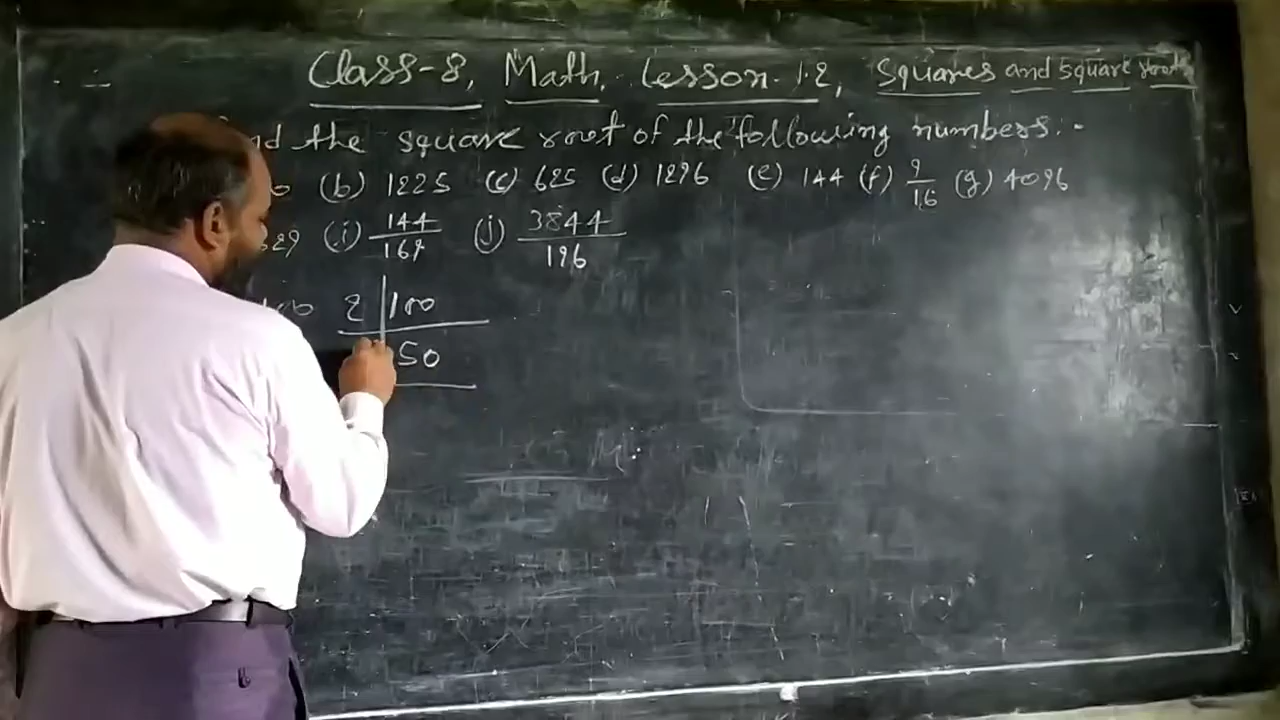 Class-8, Math, Lesson-1.2, Squares and square roots
the square root of the following numbers:-
(b) 1225 (c) 625 (d) 1296 (e) 144 (f) 9/16 (g) 4096
(i) 144/169 (j) 3844/196
2 100
50